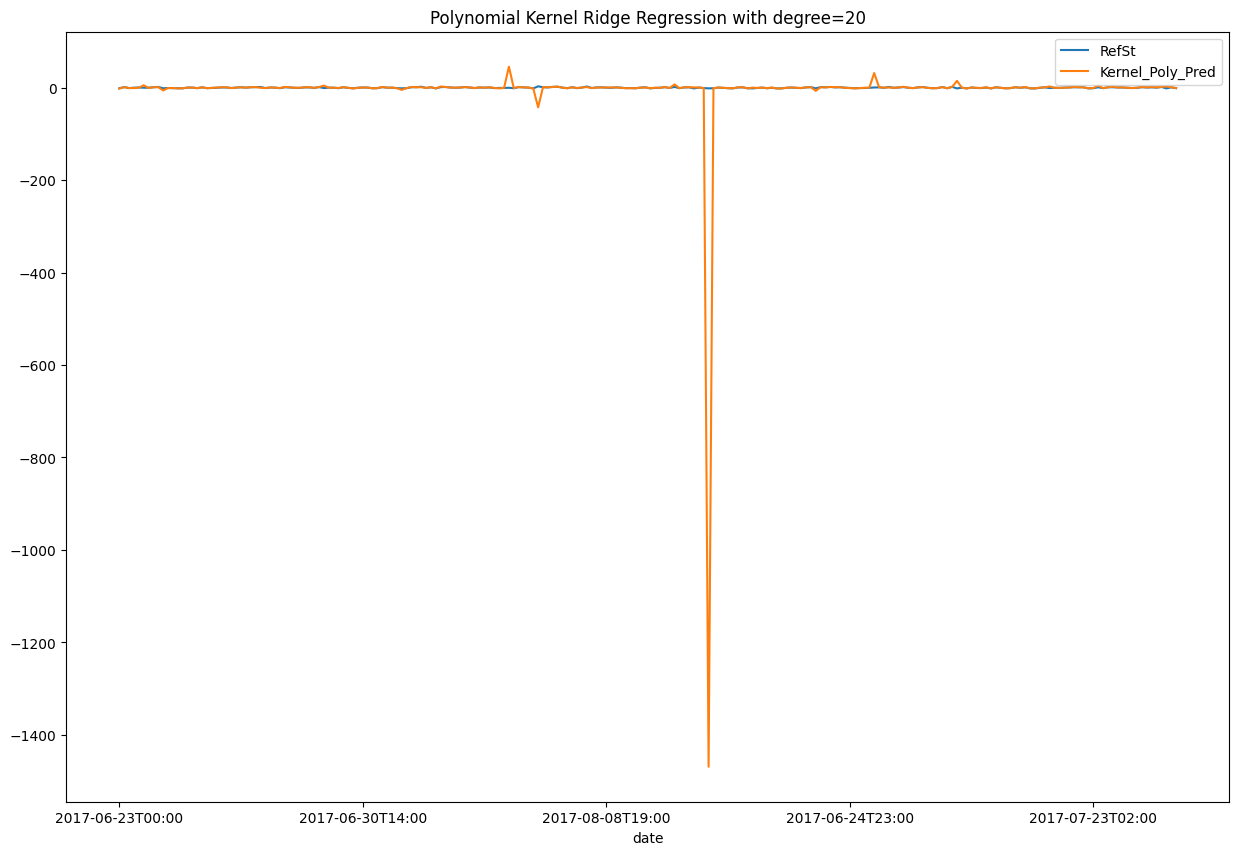 Polynomial Kernel Ridge Regression with degree=20
RefSt
Kernel_Poly_Pred
0
−200
−400
−600
−800
−1000
−1200
−1400
2017-06-23T00:00 2017-06-30T14:00 2017-08-08T19:00 2017-06-24T23:00 2017-07-23T02:00
date